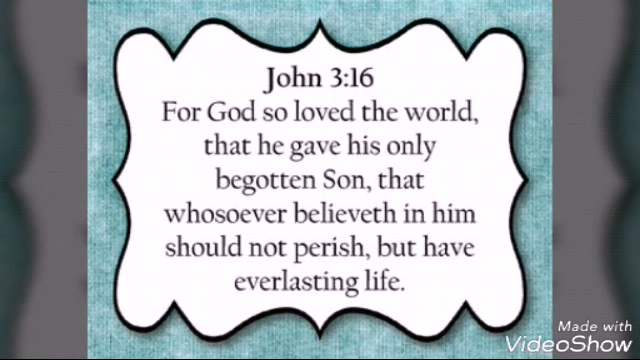 John 3:16
For God so loved the world,
that he gave his only
begotten Son, that
whosoever believeth in him
should not perish, but have
everlasting life.
Made with
VideoShow